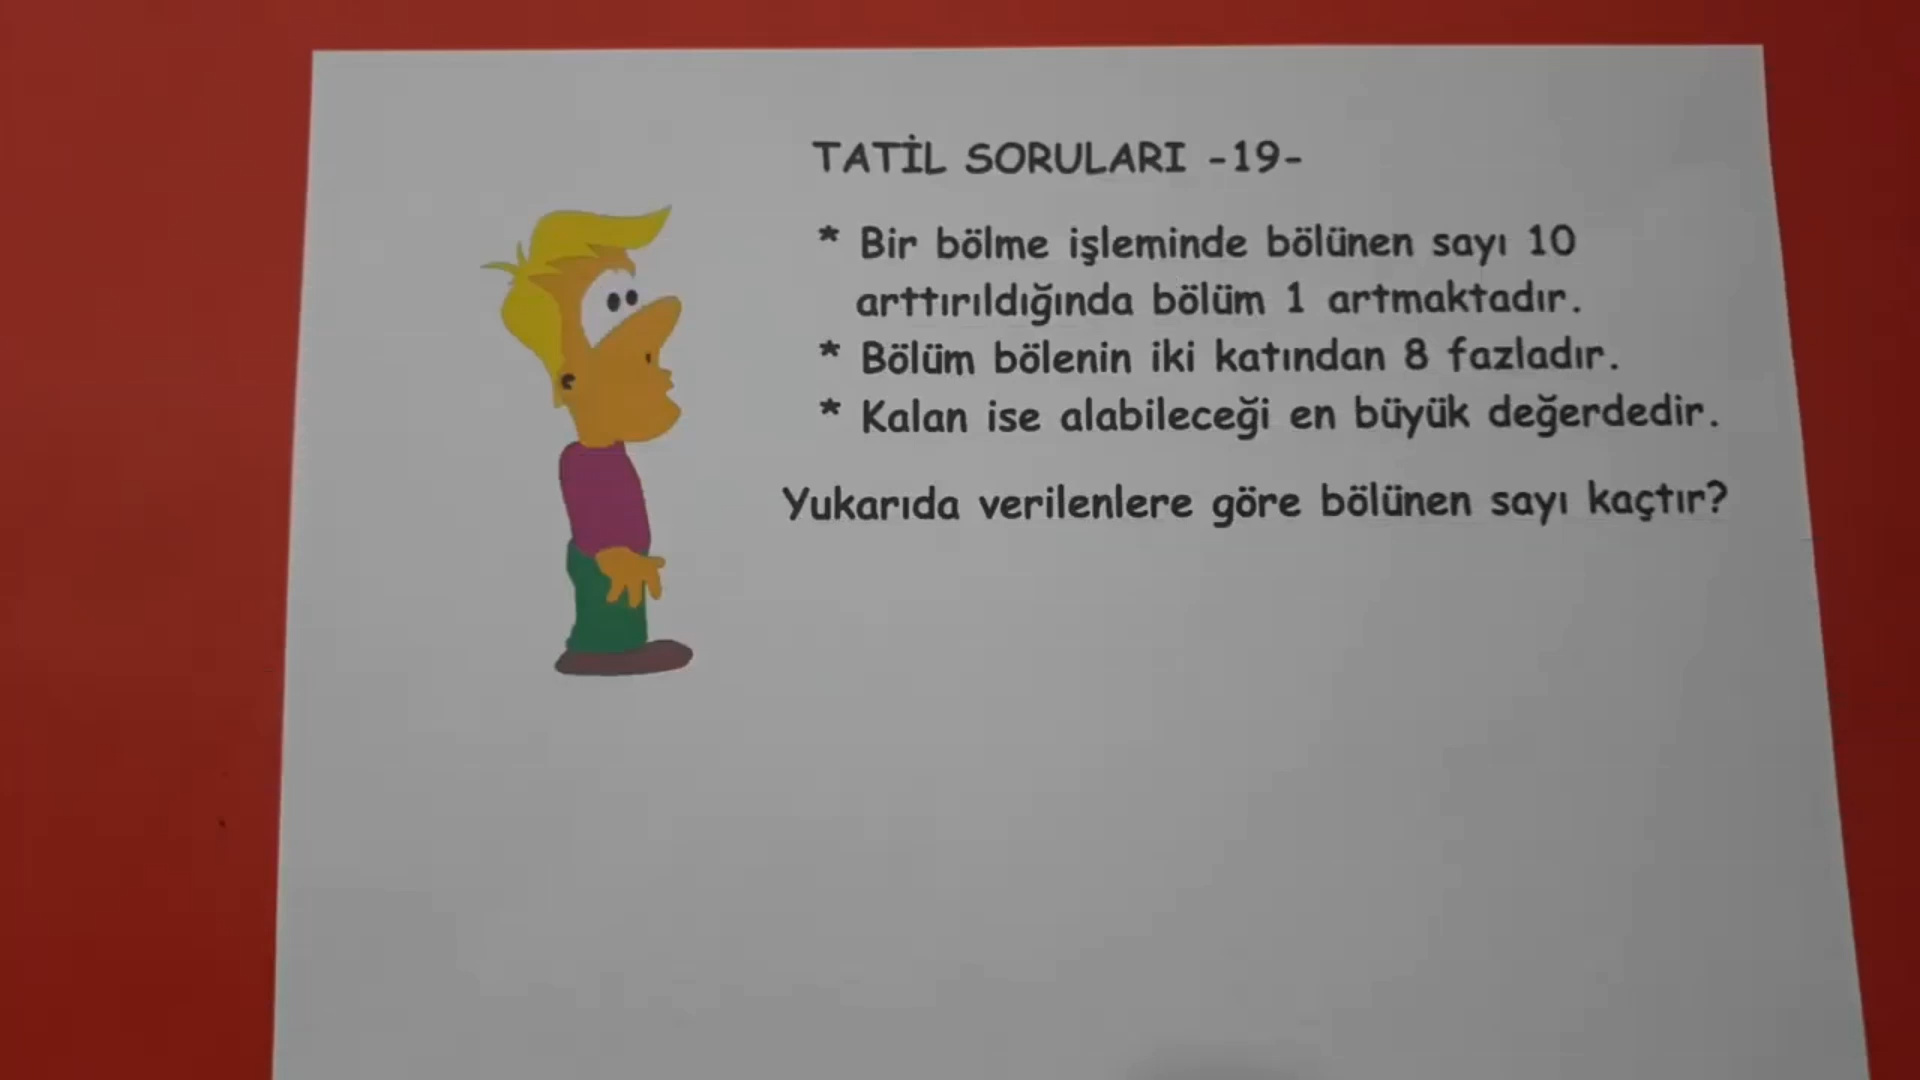 TATİL SORULARI -19-
* Bir bölme işleminde bölünen sayı 10
arttırıldığında bölüm 1 artmaktadır.
* Bölüm bölenin iki katından 8 fazladır.
* Kalan ise alabileceği en büyük değerdedir.
Yukarıda verilenlere göre bölünen sayı kaçtır?